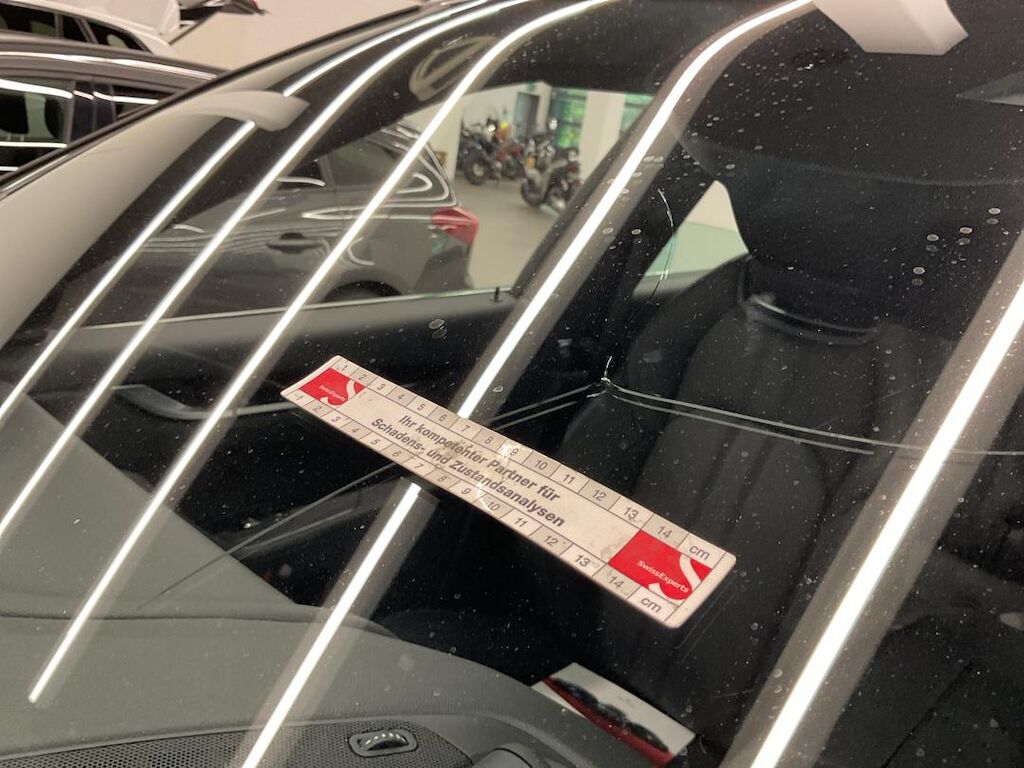 1 2 3 4 5 6 7 8 9 10 11 12 13 14 cm
SwissExperts
Ihr kompetenter Partner für
Schadens- und Zustandsanalysen
SwissExperts
1 2 3 4 5 6 7 8 9 10 11 12 13 14 cm